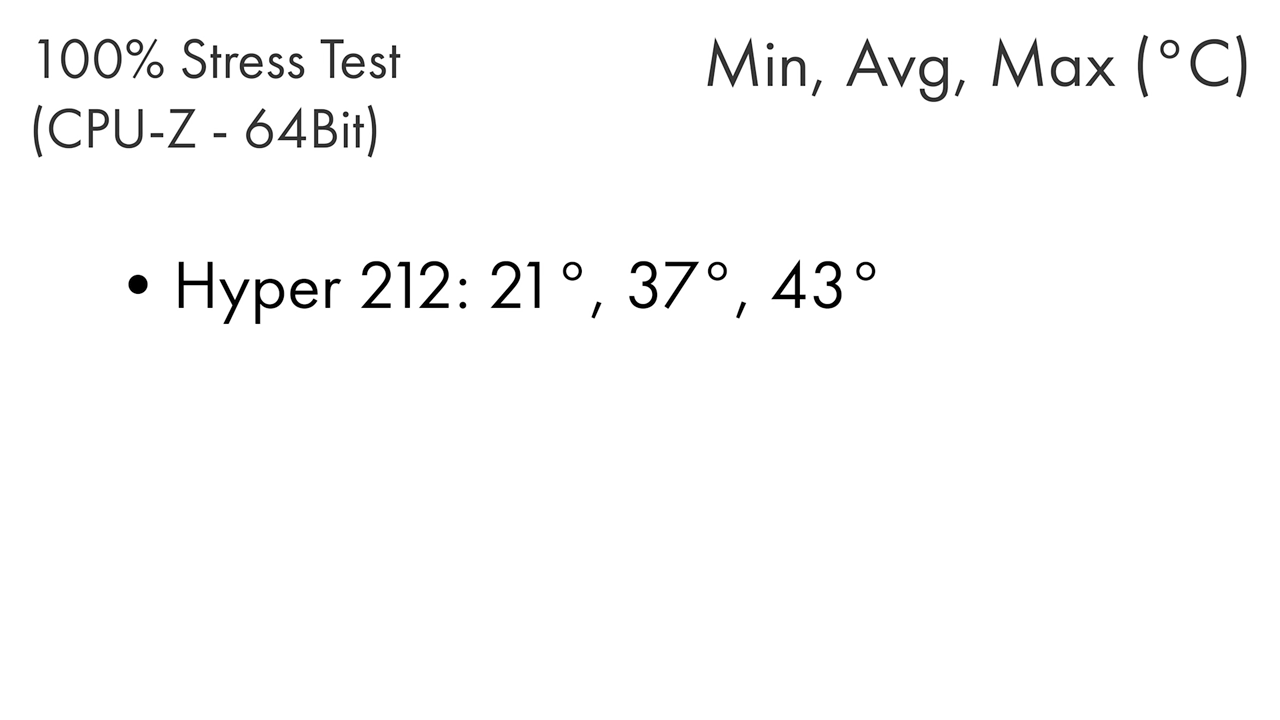 100% Stress Test
(CPU-Z - 64Bit)
Min, Avg, Max (°C)
• Hyper 212: 21°, 37°, 43°